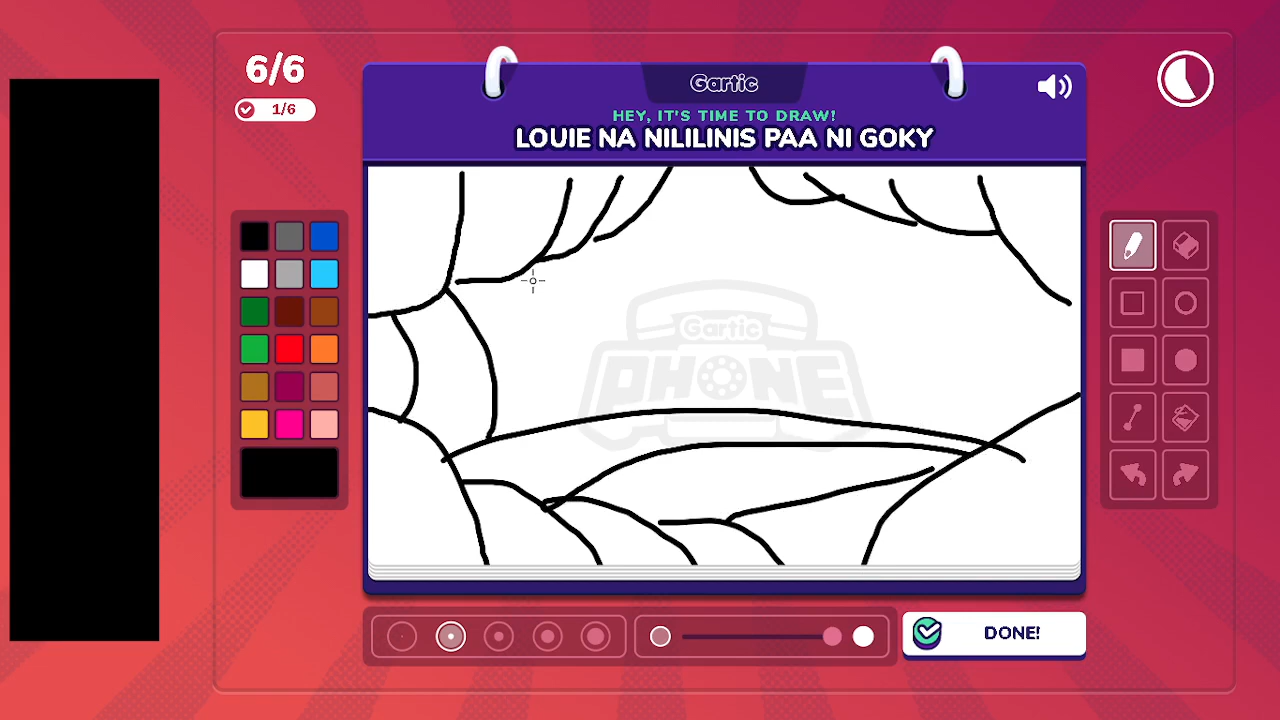 6/6
1/6
Gartic
HEY, IT'S TIME TO DRAW!
LOUIE NA NILILINIS PAA NI GOKY
Gartic
PHONE
DONE!